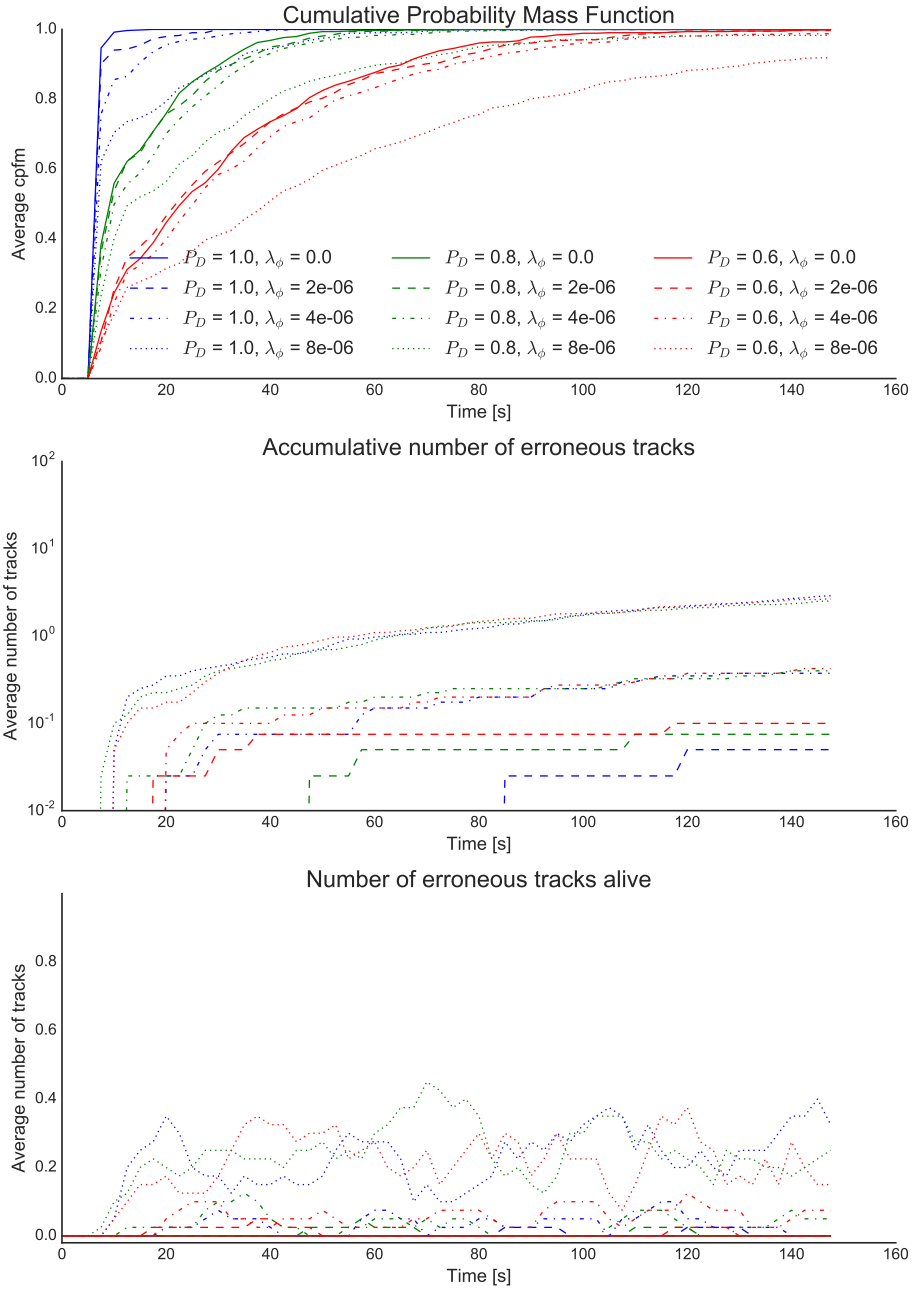 Cumulative Probability Mass Function
1.0
0.8
0.6
0.4
0.2
0.0
Average cpfm
P_D = 1.0, λ_ϕ = 0.0
P_D = 0.8, λ_ϕ = 0.0
P_D = 0.6, λ_ϕ = 0.0
P_D = 1.0, λ_ϕ = 2e-06
P_D = 0.8, λ_ϕ = 2e-06
P_D = 0.6, λ_ϕ = 2e-06
P_D = 1.0, λ_ϕ = 4e-06
P_D = 0.8, λ_ϕ = 4e-06
P_D = 0.6, λ_ϕ = 4e-06
P_D = 1.0, λ_ϕ = 8e-06
P_D = 0.8, λ_ϕ = 8e-06
P_D = 0.6, λ_ϕ = 8e-06
0 20 40 60 80 100 120 140 160
Time [s]
Accumulative number of erroneous tracks
10^2
10^1
10^0
10^-1
10^-2
Average number of tracks
0 20 40 60 80 100 120 140 160
Time [s]
Number of erroneous tracks alive
0.8
0.6
0.4
0.2
0.0
Average number of tracks
0 20 40 60 80 100 120 140 160
Time [s]